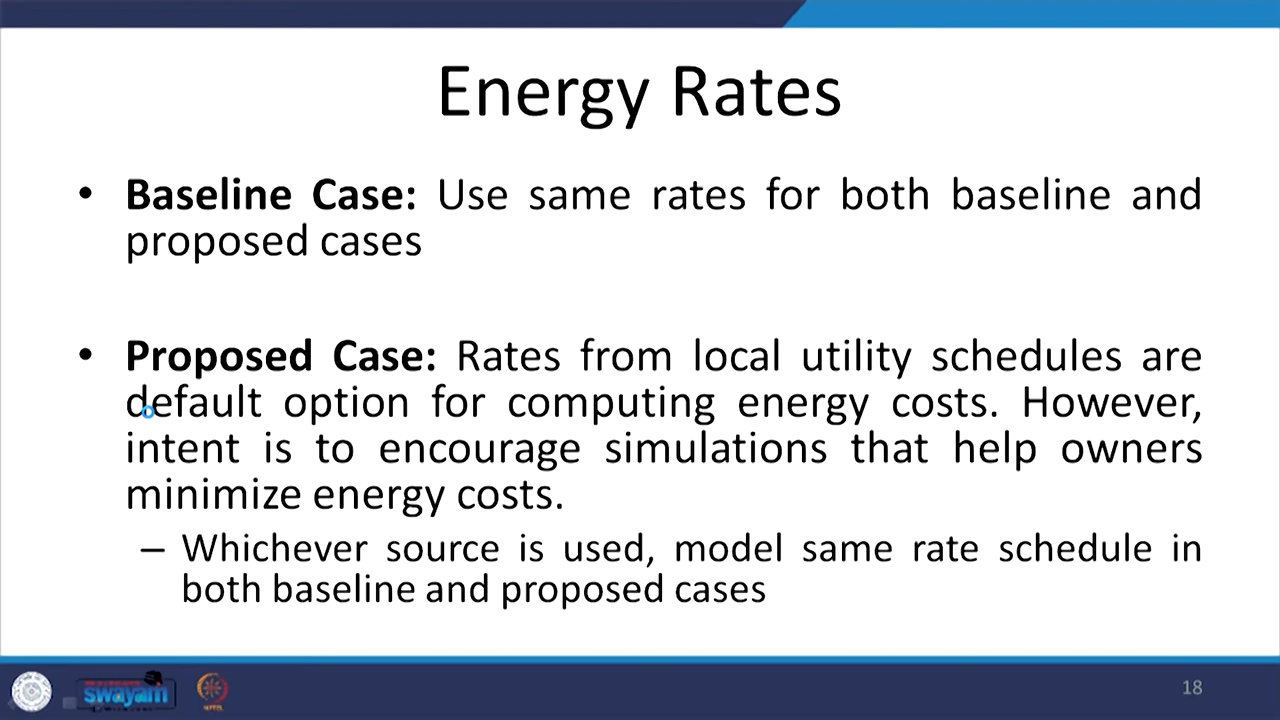 Energy Rates
• Baseline Case: Use same rates for both baseline and
proposed cases
• Proposed Case: Rates from local utility schedules are
default option for computing energy costs. However,
intent is to encourage simulations that help owners
minimize energy costs.
– Whichever source is used, model same rate schedule in
both baseline and proposed cases
swayam
18